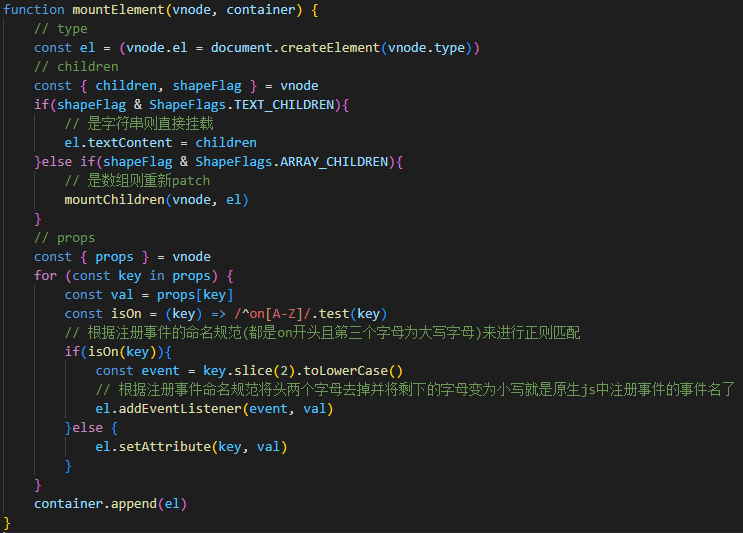 function mountElement(vnode, container) {
    // type
    const el = (vnode.el = document.createElement(vnode.type))
    // children
    const { children, shapeFlag } = vnode
    if(shapeFlag & ShapeFlags.TEXT_CHILDREN){
        // 是字符串则直接挂载
        el.textContent = children
    }else if(shapeFlag & ShapeFlags.ARRAY_CHILDREN){
        // 是数组则重新patch
        mountChildren(vnode, el)
    }
    // props
    const { props } = vnode
    for (const key in props) {
        const val = props[key]
        const isOn = (key) => /^on[A-Z]/.test(key)
        // 根据注册事件的命名规范(都是on开头且第三个字母为大写字母)来进行正则匹配
        if(isOn(key)){
            const event = key.slice(2).toLowerCase()
            // 根据注册事件命名规范将头两个字母去掉并将剩下的字母变为小写就是原生js中注册事件的事件名了
            el.addEventListener(event, val)
        }else {
            el.setAttribute(key, val)
        }
    }
    container.append(el)
}